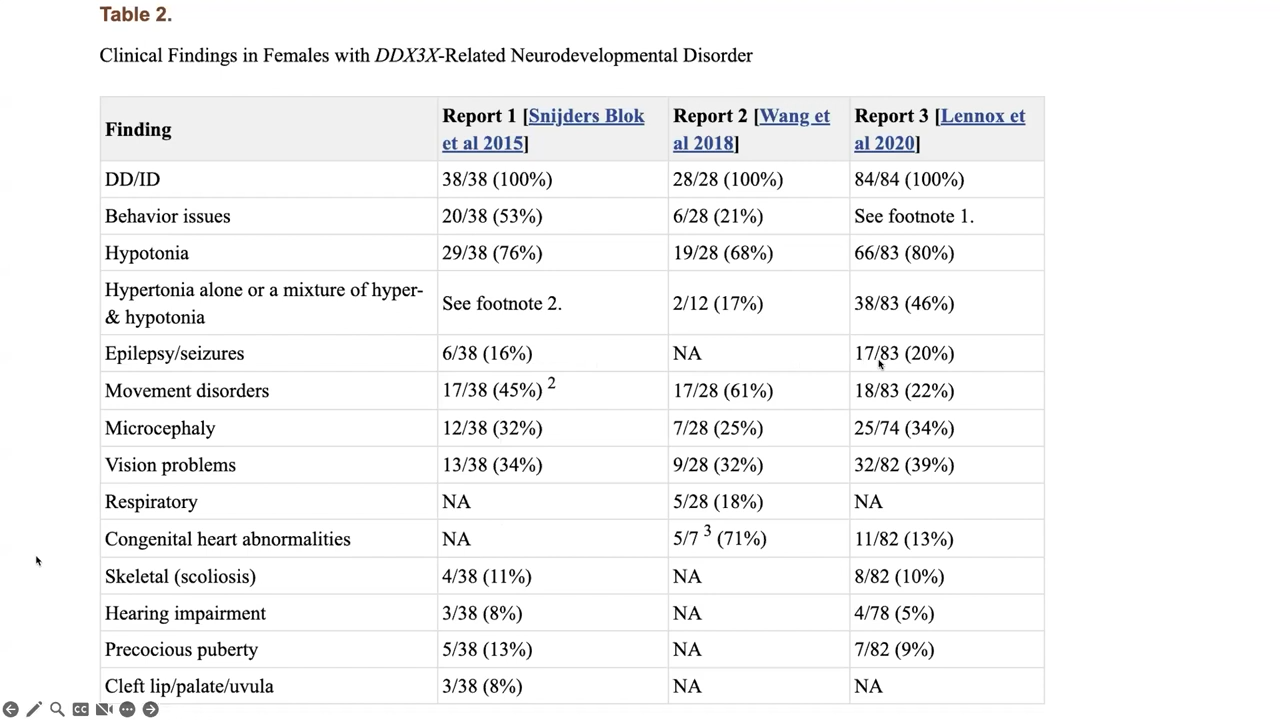 Table 2.
Clinical Findings in Females with DDX3X-Related Neurodevelopmental Disorder
Finding Report 1 [Snijders Blok et al 2015] Report 2 [Wang et al 2018] Report 3 [Lennox et al 2020]
DD/ID 38/38 (100%) 28/28 (100%) 84/84 (100%)
Behavior issues 20/38 (53%) 6/28 (21%) See footnote 1.
Hypotonia 29/38 (76%) 19/28 (68%) 66/83 (80%)
Hypertonia alone or a mixture of hyper- & hypotonia See footnote 2. 2/12 (17%) 38/83 (46%)
Epilepsy/seizures 6/38 (16%) NA 17/83 (20%)
Movement disorders 17/38 (45%) 2 17/28 (61%) 18/83 (22%)
Microcephaly 12/38 (32%) 7/28 (25%) 25/74 (34%)
Vision problems 13/38 (34%) 9/28 (32%) 32/82 (39%)
Respiratory NA 5/28 (18%) NA
Congenital heart abnormalities NA 5/7 3 (71%) 11/82 (13%)
Skeletal (scoliosis) 4/38 (11%) NA 8/82 (10%)
Hearing impairment 3/38 (8%) NA 4/78 (5%)
Precocious puberty 5/38 (13%) NA 7/82 (9%)
Cleft lip/palate/uvula 3/38 (8%) NA NA
CC